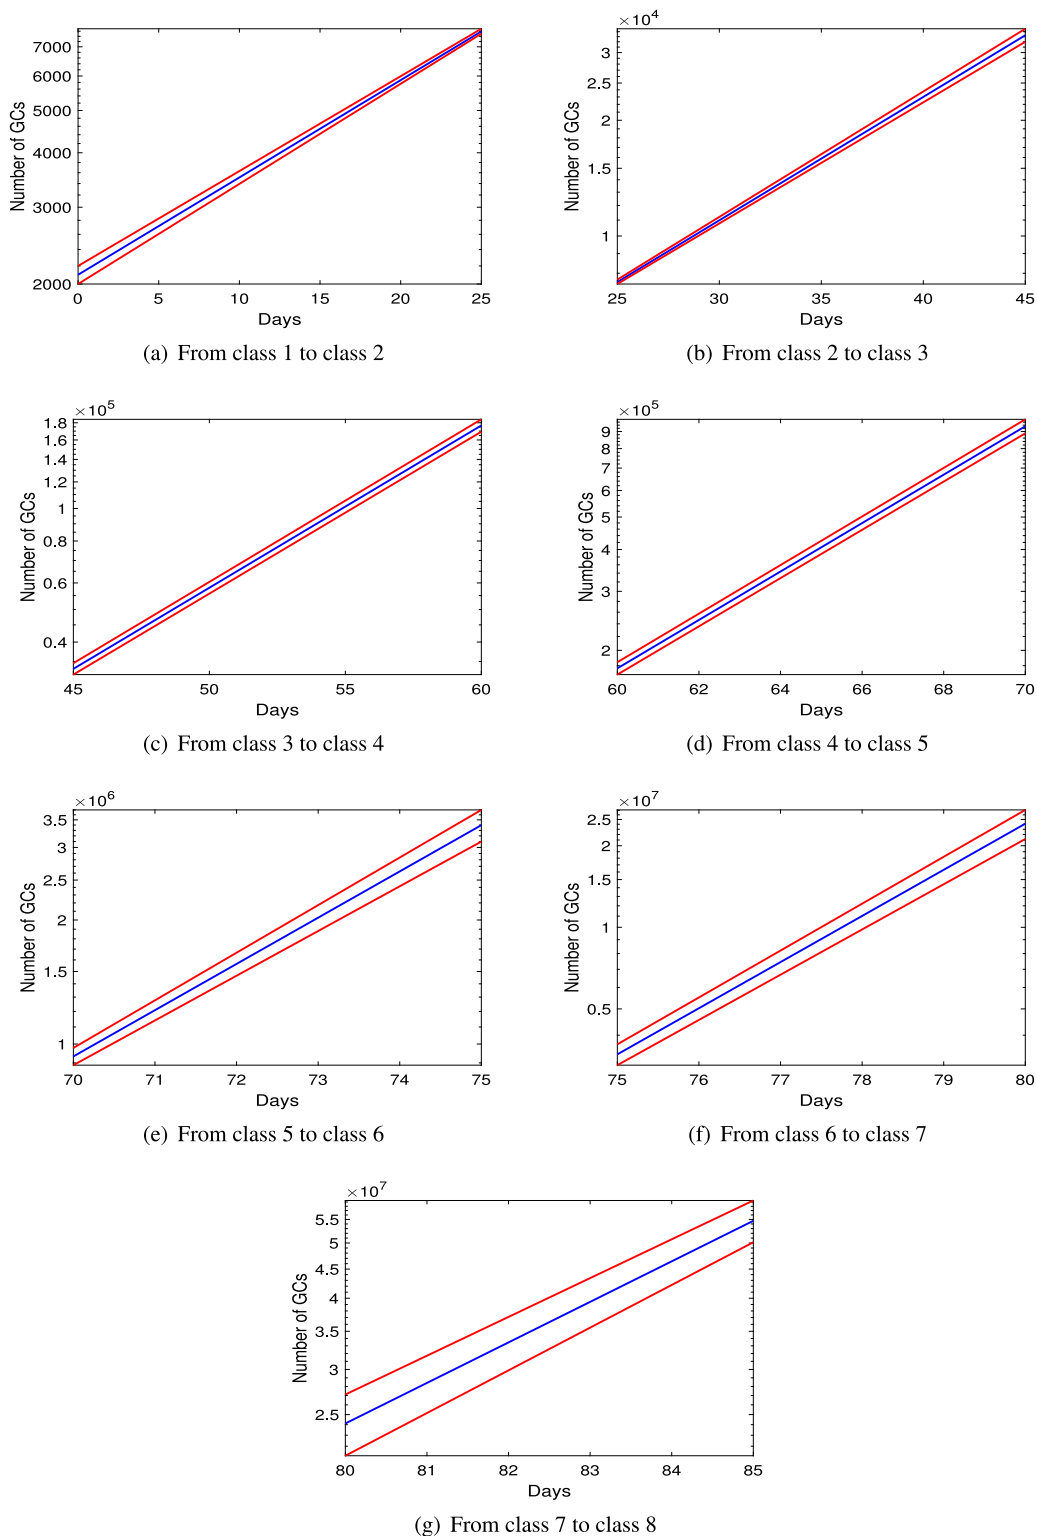 7000
6000
5000
4000
3000
2000
Number of GCs
0 5 10 15 20 25
Days
(a) From class 1 to class 2
×10⁴
3
2.5
2
1.5
1
Number of GCs
25 30 35 40 45
Days
(b) From class 2 to class 3
×10⁵
1.8
1.6
1.4
1.2
1
0.8
0.6
0.4
Number of GCs
45 50 55 60
Days
(c) From class 3 to class 4
×10⁵
9
8
7
6
5
4
3
2
Number of GCs
60 62 64 66 68 70
Days
(d) From class 4 to class 5
×10⁶
3.5
3
2.5
2
1.5
1
Number of GCs
70 71 72 73 74 75
Days
(e) From class 5 to class 6
×10⁷
2.5
2
1.5
1
0.5
Number of GCs
75 76 77 78 79 80
Days
(f) From class 6 to class 7
×10⁷
5.5
5
4.5
4
3.5
3
2.5
Number of GCs
80 81 82 83 84 85
Days
(g) From class 7 to class 8